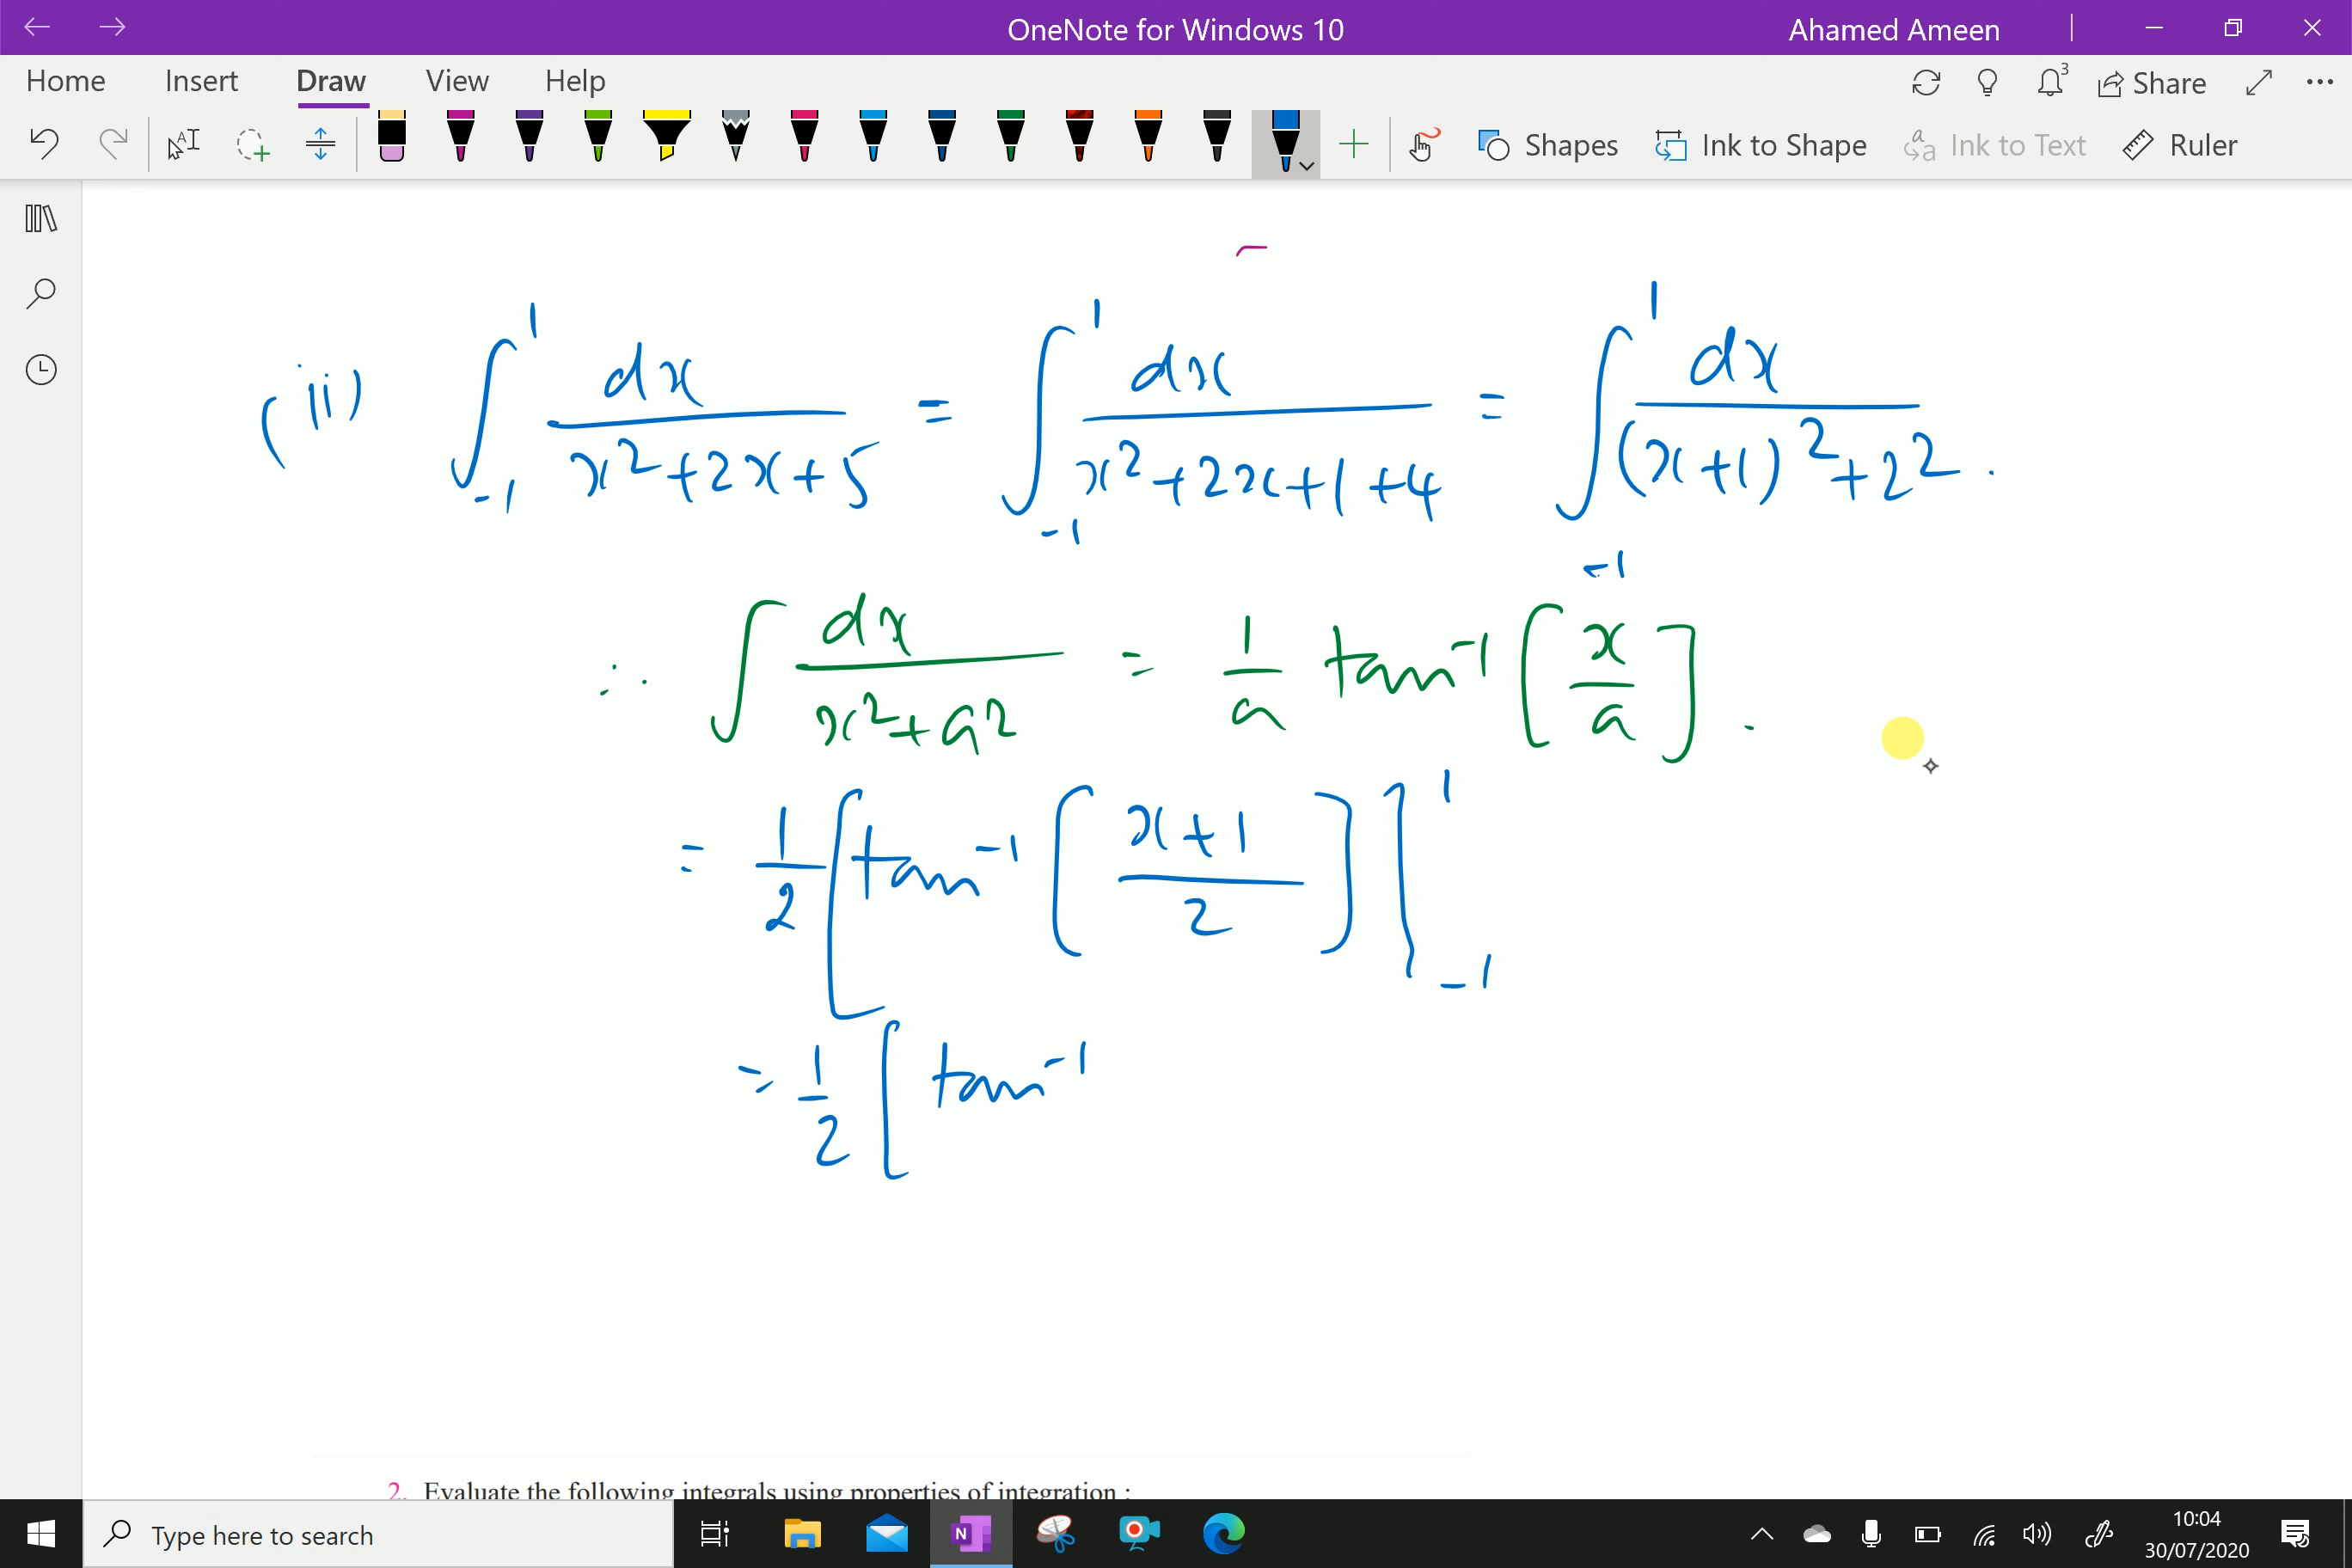 OneNote for Windows 10 Ahamed Ameen
Home Insert Draw View Help 3 Share
Shapes Ink to Shape Ink to Text Ruler
(ii) ∫_{-1}^{1} dx/(x²+2x+5) = ∫_{-1}^{1} dx/(x²+2x+1+4) = ∫_{-1}^{1} dx/((x+1)²+2²).
∴ ∫ dx/(x²+a²) = 1/a tan⁻¹[x/a].
= 1/2 [tan⁻¹[(x+1)/2]]_{-1}^{1}
= 1/2 [tan⁻¹
2. Evaluate the following integrals using properties of integration :
Type here to search
10:04
30/07/2020